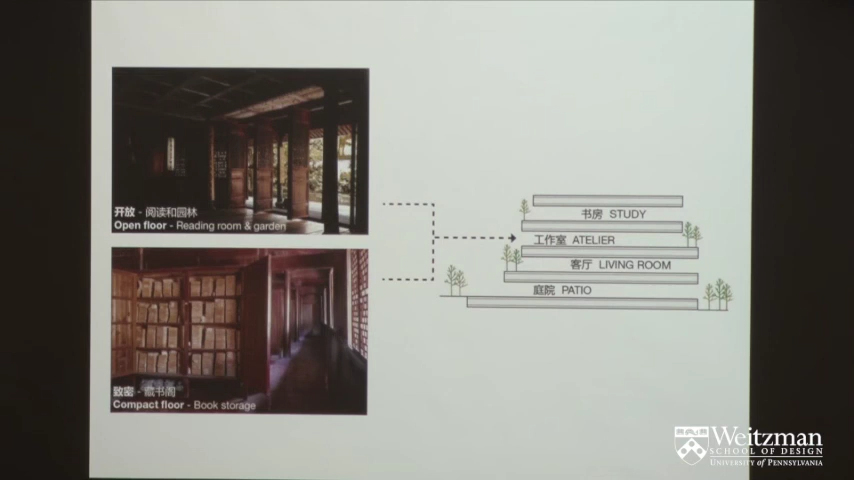 开放 - 阅读和园林
Open floor - Reading room & garden
致密 - 藏书阁
Compact floor - Book storage
书房 STUDY
工作室 ATELIER
客厅 LIVING ROOM
庭院 PATIO
Weitzman
SCHOOL OF DESIGN
UNIVERSITY of PENNSYLVANIA